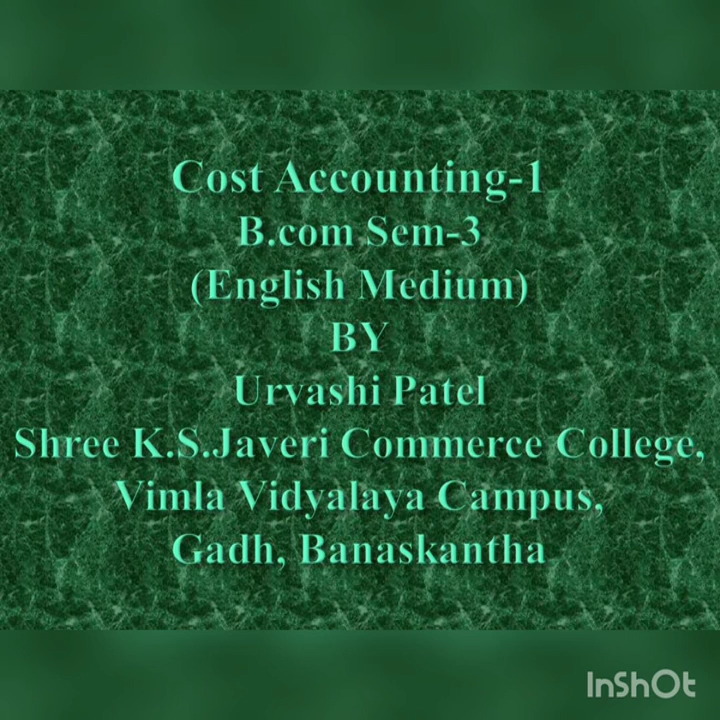 Cost Accounting-1
B.com Sem-3
(English Medium)
BY
Urvashi Patel
Shree K.S.Javeri Commerce College,
Vimla Vidyalaya Campus,
Gadh, Banaskantha
InShOt